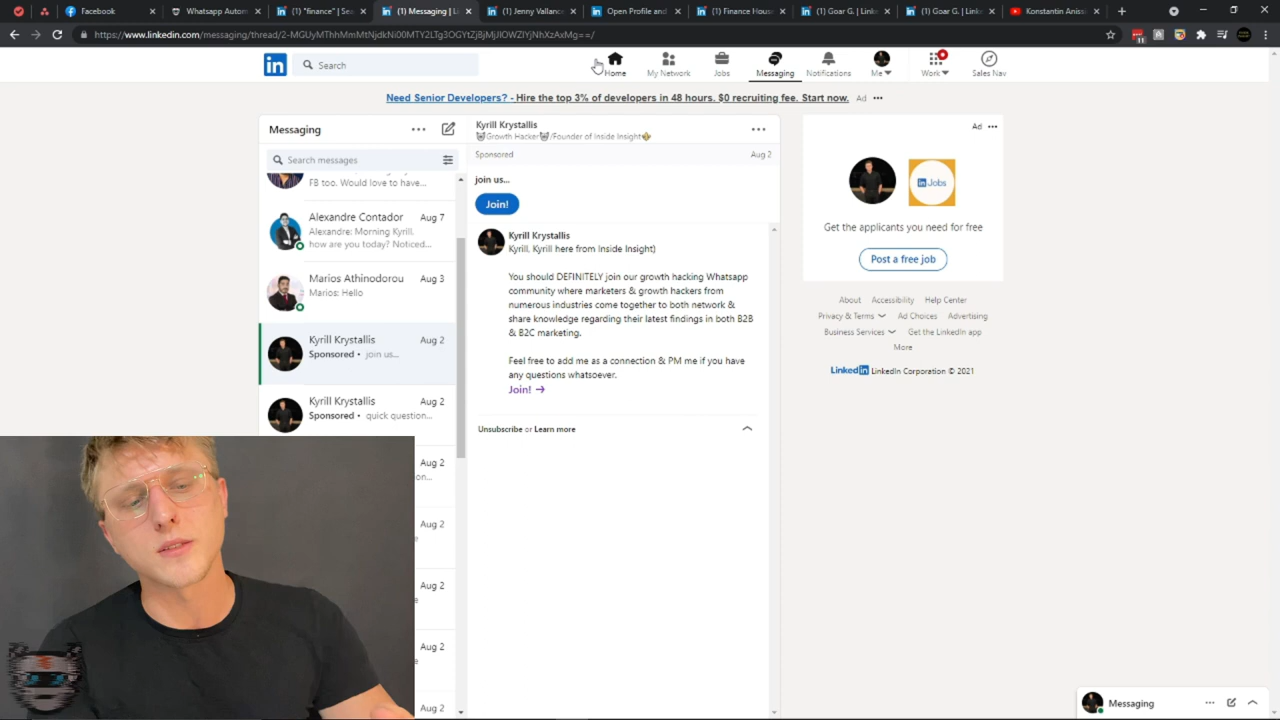 Facebook
Whatsapp Autom
(1) "finance" | Sea
(1) Messaging | Li
(1) Jenny Vallanc
Open Profile and
(1) Finance Hous
(1) Goar G. | Linke
(1) Goar G. | Linke
Konstantin Anissi
https://www.linkedin.com/messaging/thread/2-MGUyMThhMmMtNjdkNi00MTY2LTg3OGYtZjBjMjJlOWZlYjNhXzAxMg==/
11
in
Search
Home
My Network
Jobs
Messaging
Notifications
Me
Work
Sales Nav
Need Senior Developers? - Hire the top 3% of developers in 48 hours. $0 recruiting fee. Start now. Ad
Messaging
Search messages
FB too. Would love to have...
Alexandre Contador Aug 7
Alexandre: Morning Kyrill,
how are you today? Noticed...
Marios Athinodorou Aug 3
Marios: Hello
Kyrill Krystallis Aug 2
Sponsored • join us...
Kyrill Krystallis Aug 2
Sponsored • quick question...
Aug 2
on...
Aug 2
e
Aug 2
e
Aug 2
e
Aug 2
Kyrill Krystallis
Growth Hacker /Founder of Inside Insight
Sponsored Aug 2
join us...
Join!
Kyrill Krystallis
Kyrill, Kyrill here from Inside Insight)
You should DEFINITELY join our growth hacking Whatsapp
community where marketers & growth hackers from
numerous industries come together to both network &
share knowledge regarding their latest findings in both B2B
& B2C marketing.
Feel free to add me as a connection & PM me if you have
any questions whatsoever.
Join! →
Unsubscribe or Learn more
Ad
in Jobs
Get the applicants you need for free
Post a free job
About Accessibility Help Center
Privacy & Terms Ad Choices Advertising
Business Services Get the LinkedIn app
More
LinkedIn LinkedIn Corporation © 2021
Messaging